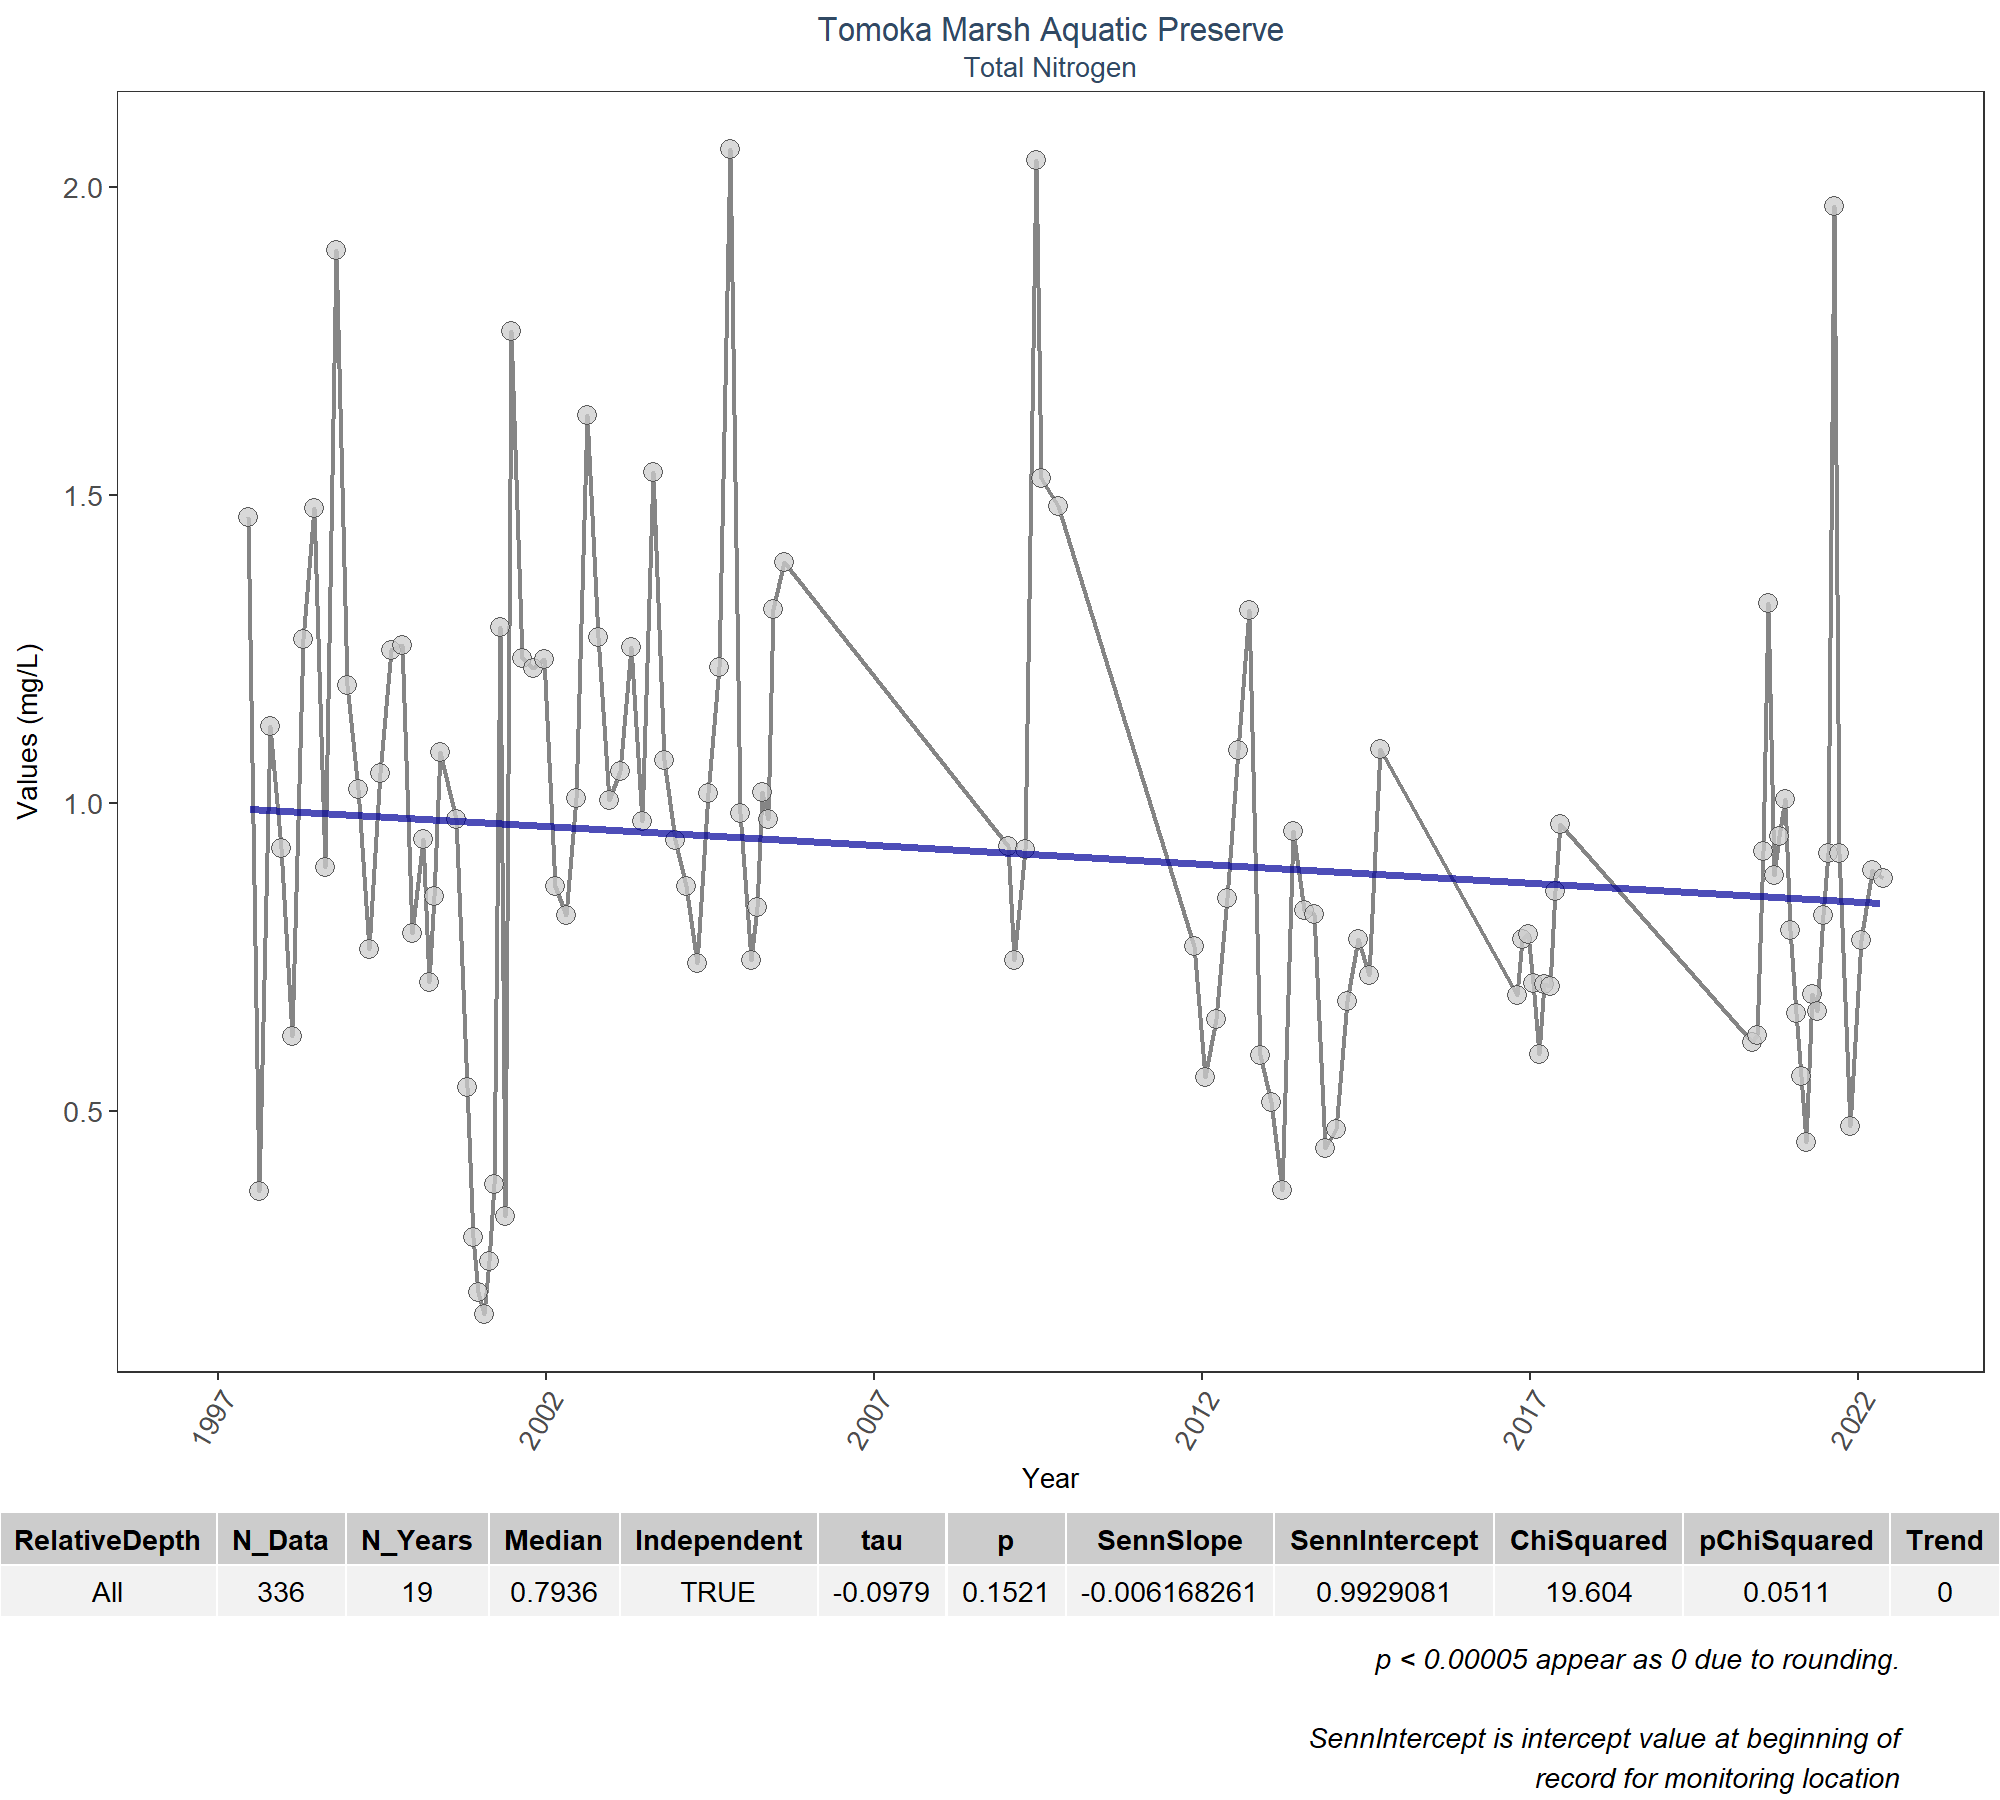 Tomoka Marsh Aquatic Preserve
Total Nitrogen
Values (mg/L)
2.0
1.5
1.0
0.5
1997 2002 2007 2012 2017 2022
Year
RelativeDepth N_Data N_Years Median Independent tau p SennSlope SennIntercept ChiSquared pChiSquared Trend
All 336 19 0.7936 TRUE -0.0979 0.1521 -0.006168261 0.9929081 19.604 0.0511 0
p < 0.00005 appear as 0 due to rounding.
SennIntercept is intercept value at beginning of
record for monitoring location